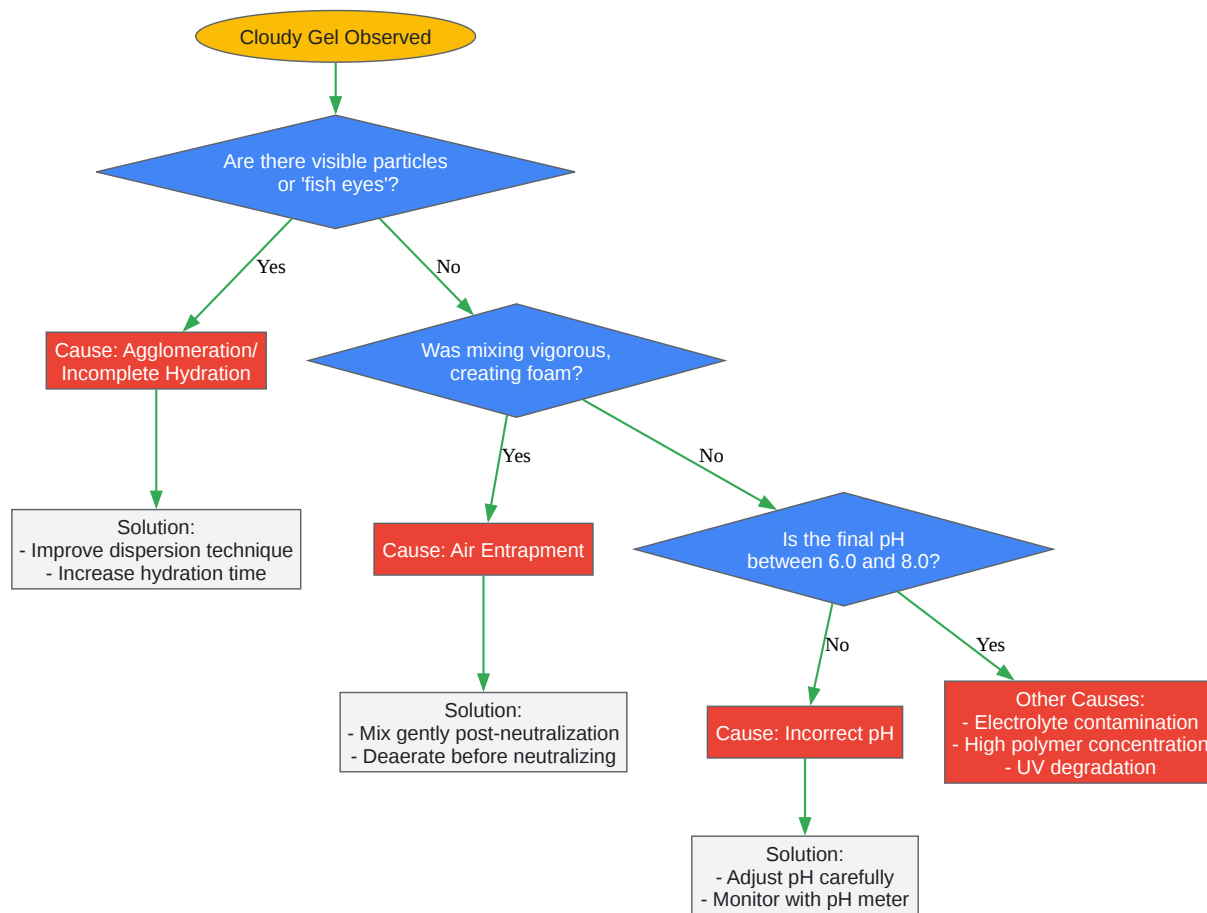 Cloudy Gel Observed
Are there visible particles
or 'fish eyes'?
Yes
No
Cause: Agglomeration/
Incomplete Hydration
Was mixing vigorous,
creating foam?
Yes
No
Solution:
- Improve dispersion technique
- Increase hydration time
Cause: Air Entrapment
Is the final pH
between 6.0 and 8.0?
No
Yes
Solution:
- Mix gently post-neutralization
- Deaerate before neutralizing
Cause: Incorrect pH
Other Causes:
- Electrolyte contamination
- High polymer concentration
- UV degradation
Solution:
- Adjust pH carefully
- Monitor with pH meter